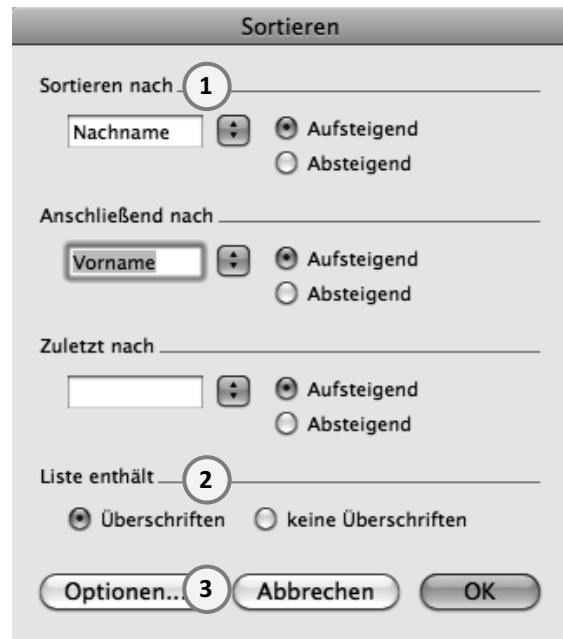 Sortieren
Sortieren nach 1
Nachname Aufsteigend
Absteigend
Anschließend nach
Vorname Aufsteigend
Absteigend
Zuletzt nach
Aufsteigend
Absteigend
Liste enthält 2
Überschriften keine Überschriften
Optionen... 3 Abbrechen OK